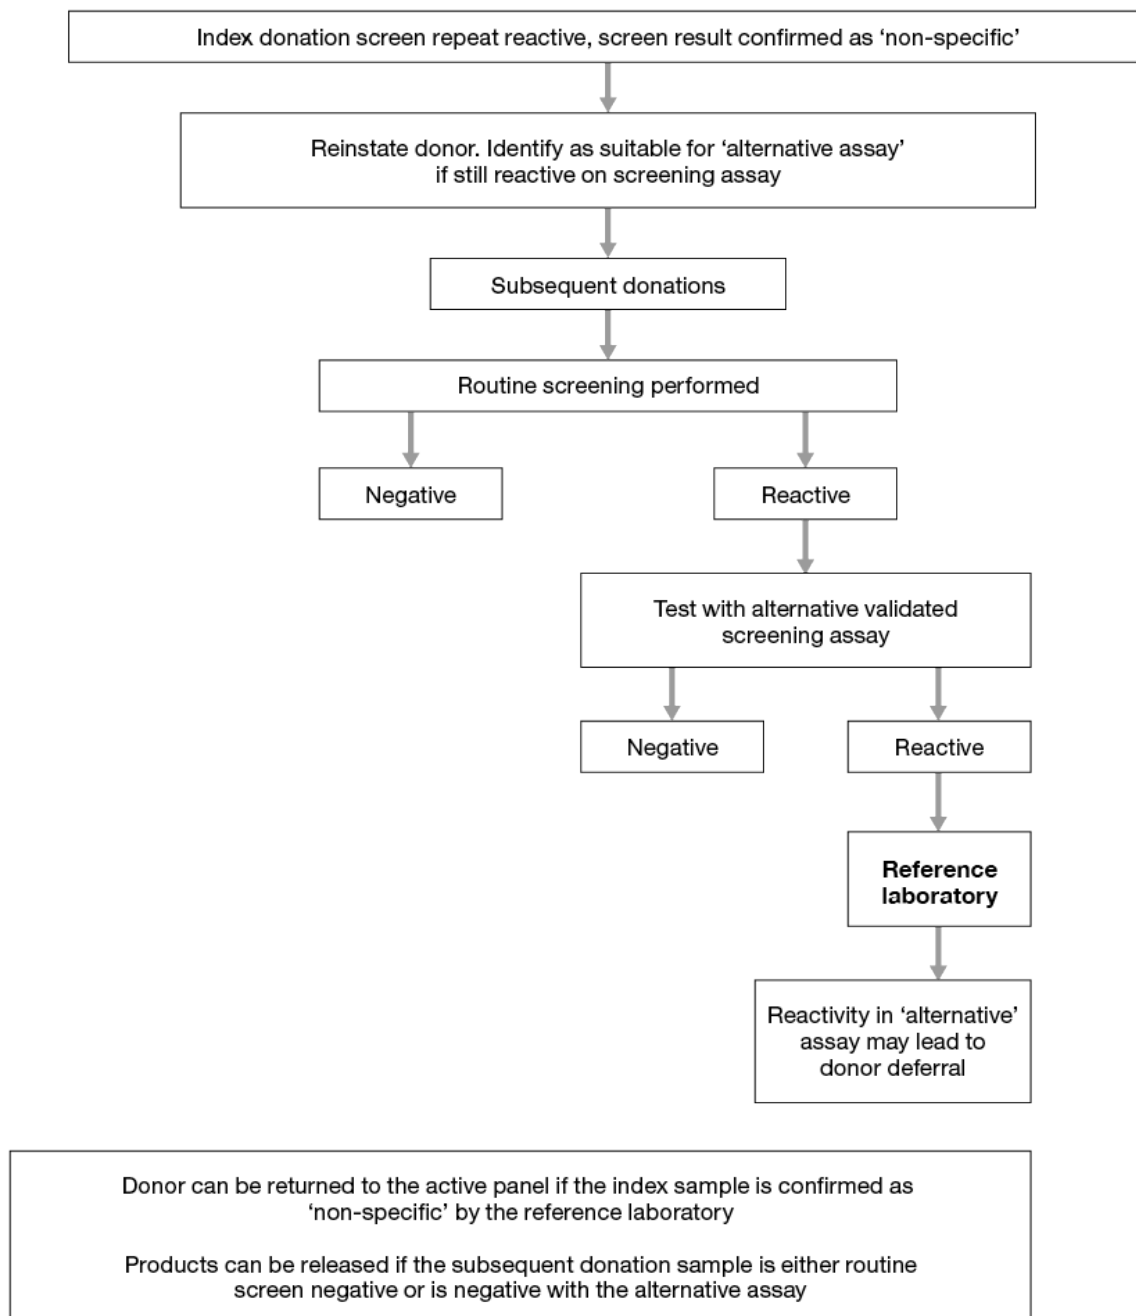 Index donation screen repeat reactive, screen result confirmed as ‘non-specific’
Reinstate donor. Identify as suitable for ‘alternative assay’
if still reactive on screening assay
Subsequent donations
Routine screening performed
Negative
Reactive
Test with alternative validated
screening assay
Negative
Reactive
Reference
laboratory
Reactivity in ‘alternative’
assay may lead to
donor deferral
Donor can be returned to the active panel if the index sample is confirmed as
‘non-specific’ by the reference laboratory
Products can be released if the subsequent donation sample is either routine
screen negative or is negative with the alternative assay